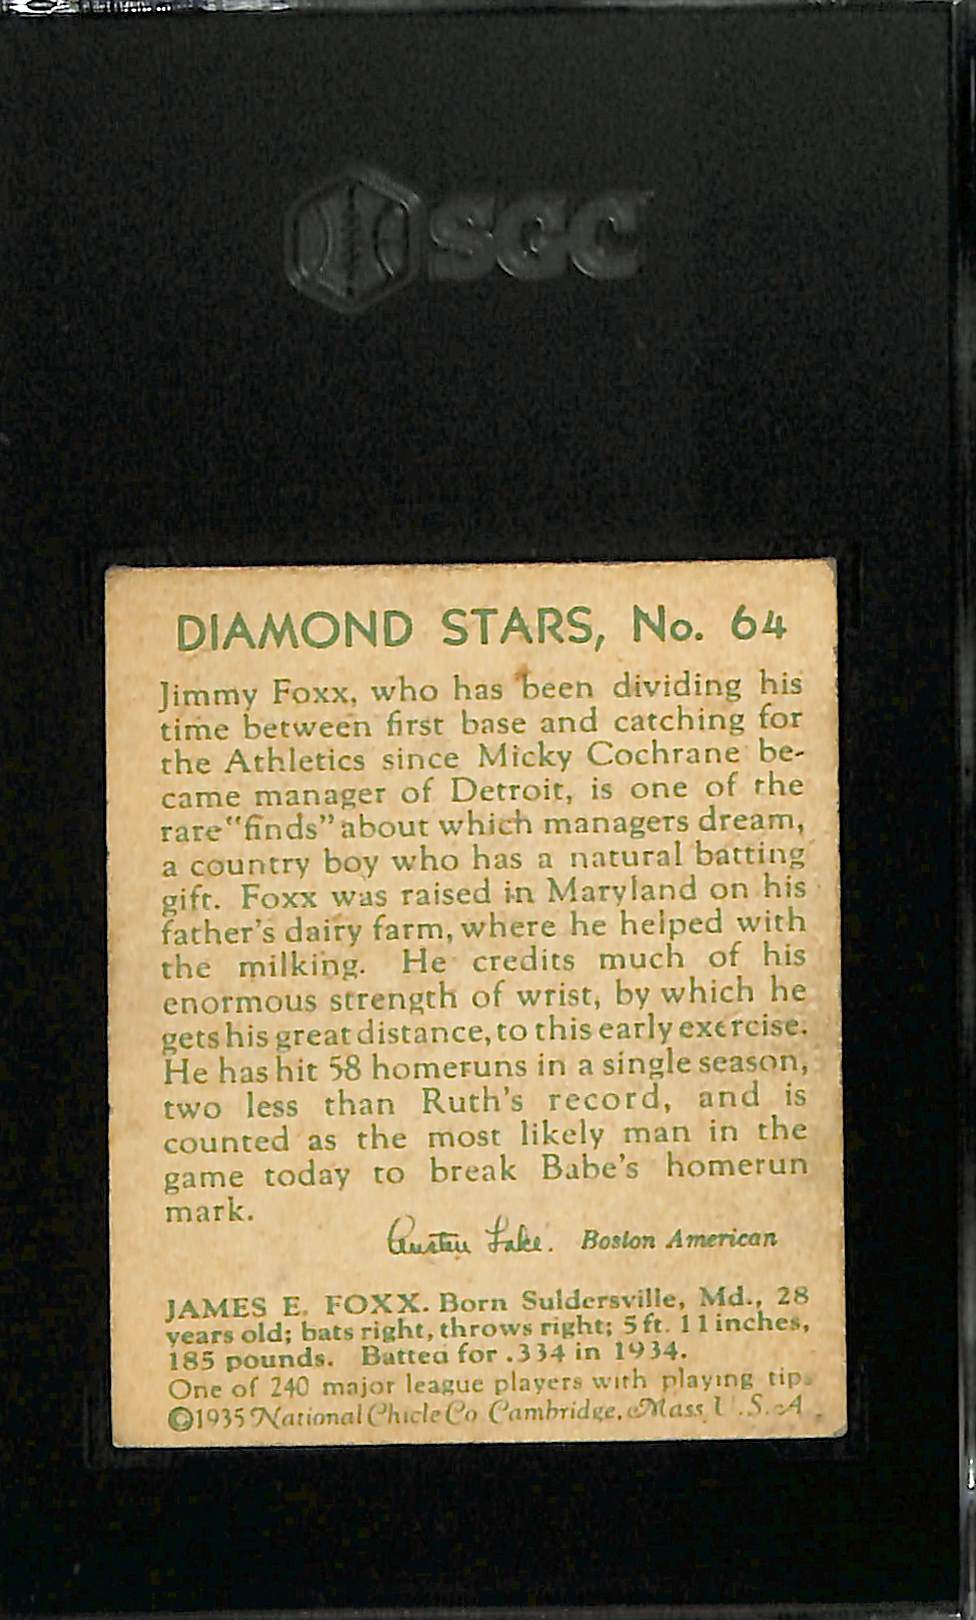 SGC
DIAMOND STARS, No. 64
Jimmy Foxx, who has been dividing his
time between first base and catching for
the Athletics since Micky Cochrane be-
came manager of Detroit, is one of the
rare "finds" about which managers dream,
a country boy who has a natural batting
gift. Foxx was raised in Maryland on his
father's dairy farm, where he helped with
the milking. He credits much of his
enormous strength of wrist, by which he
gets his great distance, to this early exercise.
He has hit 58 homeruns in a single season,
two less than Ruth's record, and is
counted as the most likely man in the
game today to break Babe's homerun
mark.
Austen Lake. Boston American
JAMES E. FOXX. Born Suldersville, Md., 28
years old; bats right, throws right; 5 ft. 11 inches,
185 pounds. Batted for .334 in 1934.
One of 240 major league players with playing tips.
©1935 National Chicle Co. Cambridge, Mass. U.S.A.